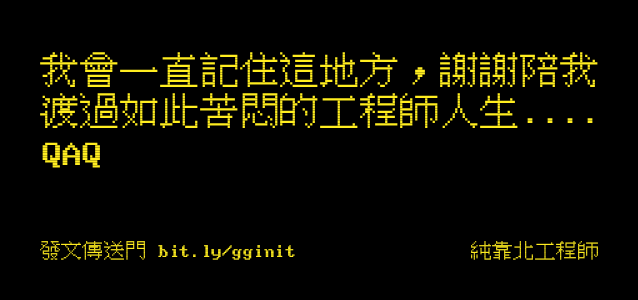 我會一直記住這地方，謝謝陪我
渡過如此苦悶的工程師人生....
QAQ
發文傳送門 bit.ly/gginit
純靠北工程師